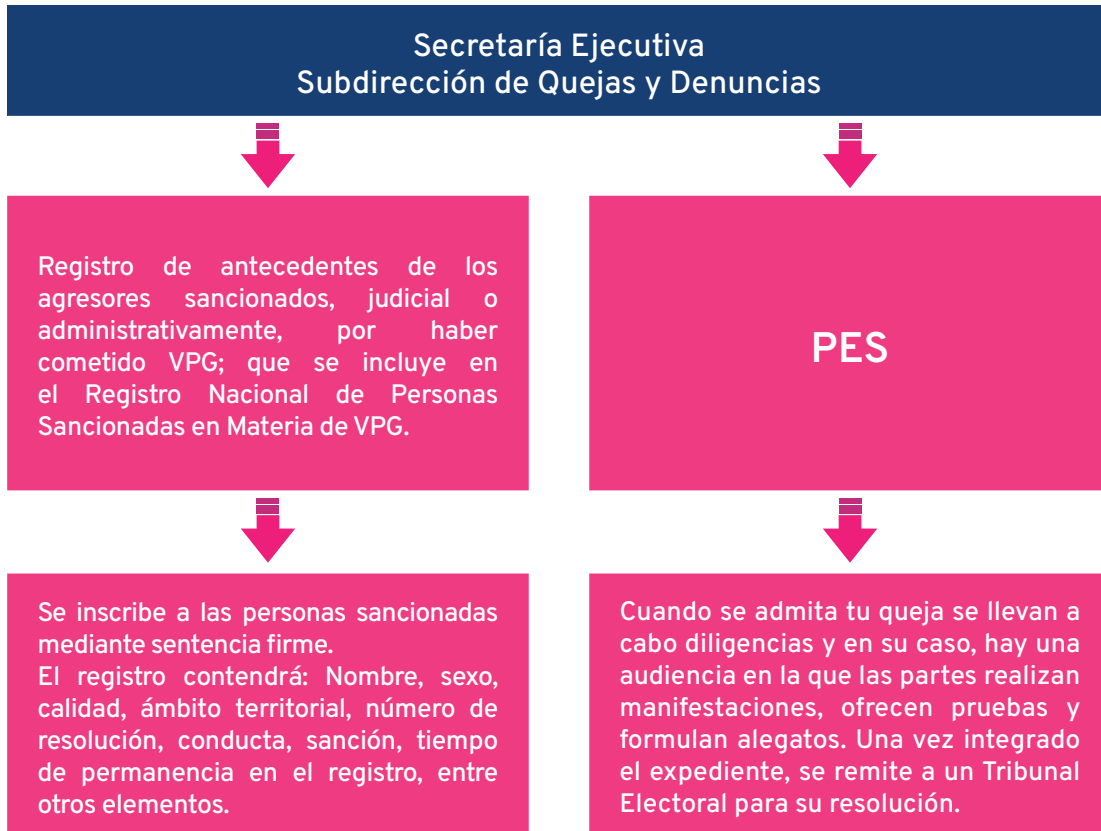 Secretaría Ejecutiva
Subdirección de Quejas y Denuncias
Registro de antecedentes de los
agresores sancionados, judicial o
administrativamente, por haber
cometido VPG; que se incluye en
el Registro Nacional de Personas
Sancionadas en Materia de VPG.
PES
Se inscribe a las personas sancionadas
mediante sentencia firme.
El registro contendrá: Nombre, sexo,
calidad, ámbito territorial, número de
resolución, conducta, sanción, tiempo
de permanencia en el registro, entre
otros elementos.
Cuando se admita tu queja se llevan a
cabo diligencias y en su caso, hay una
audiencia en la que las partes realizan
manifestaciones, ofrecen pruebas y
formulan alegatos. Una vez integrado
el expediente, se remite a un Tribunal
Electoral para su resolución.